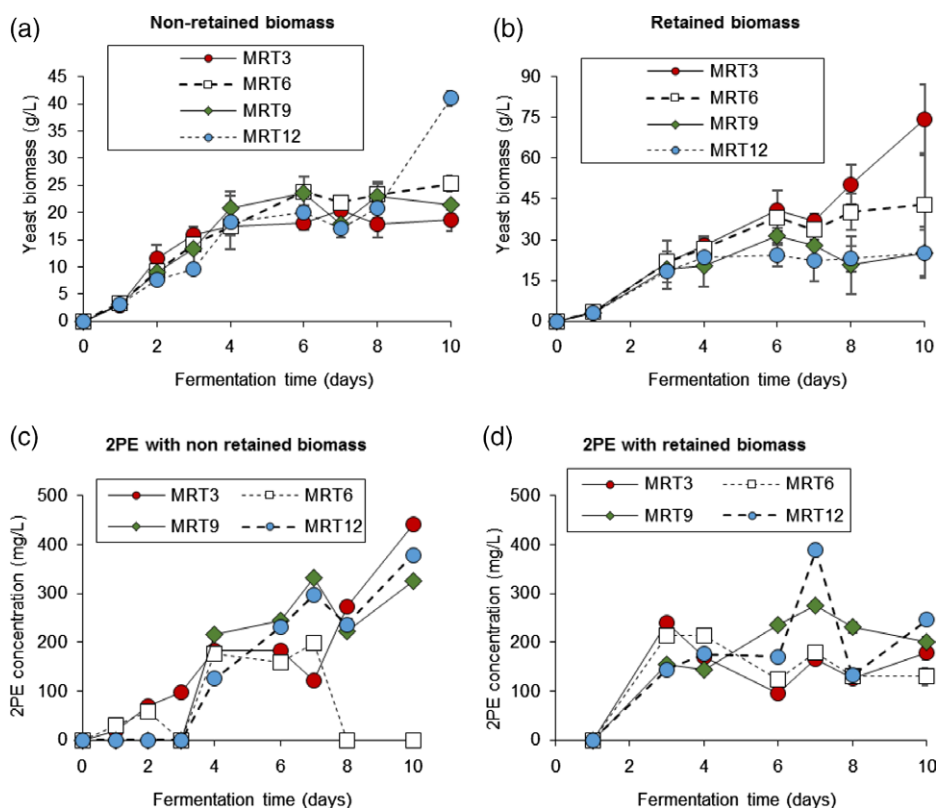 (a)
Non-retained biomass
MRT3
MRT6
MRT9
MRT12
Yeast biomass (g/L)
45
40
35
30
25
20
15
10
5
0
0 2 4 6 8 10
Fermentation time (days)
(b)
Retained biomass
MRT3
MRT6
MRT9
MRT12
Yeast biomass (g/L)
90
75
60
45
30
15
0
0 2 4 6 8 10
Fermentation time (days)
(c)
2PE with non retained biomass
MRT3 MRT6
MRT9 MRT12
2PE concentration (mg/L)
500
400
300
200
100
0
0 2 4 6 8 10
Fermentation time (days)
(d)
2PE with retained biomass
MRT3 MRT6
MRT9 MRT12
2PE concentration (mg/L)
500
400
300
200
100
0
0 2 4 6 8 10
Fermentation time (days)